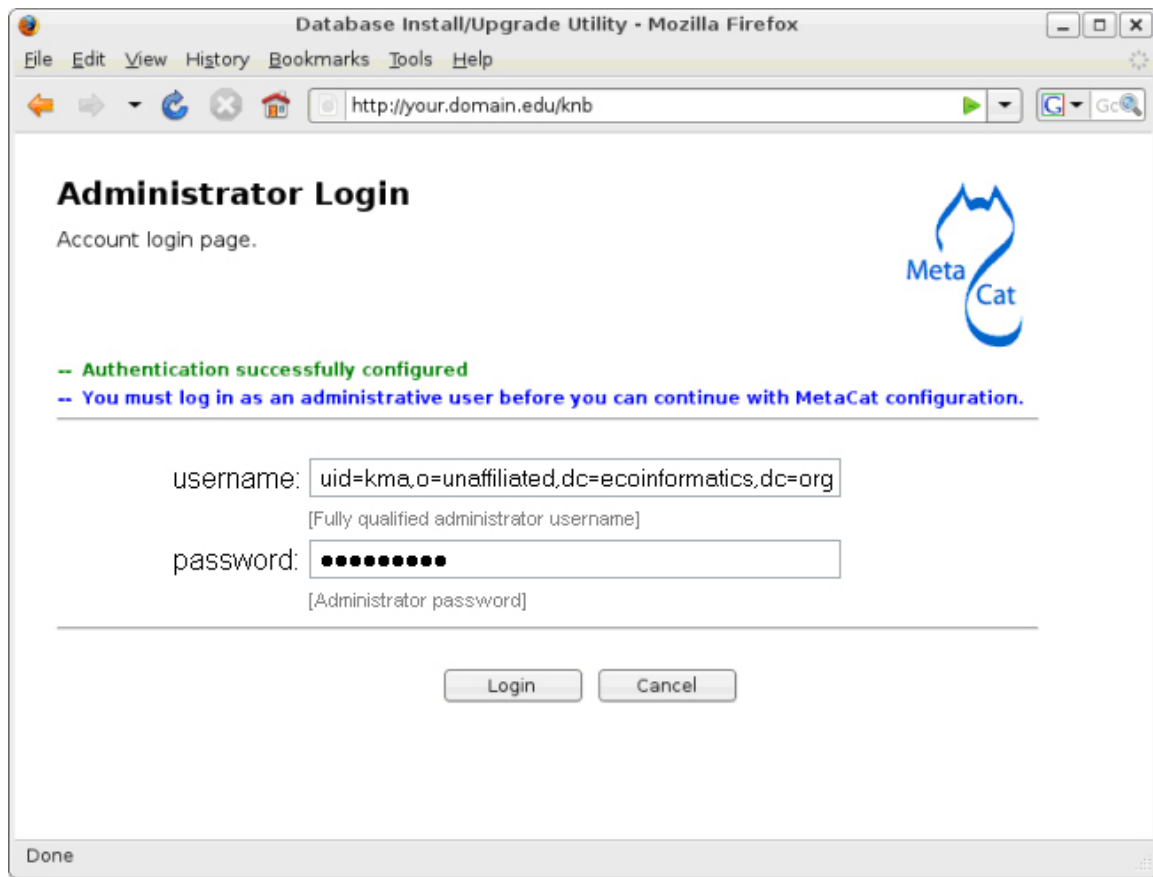 Database Install/Upgrade Utility - Mozilla Firefox
File Edit View History Bookmarks Tools Help
http://your.domain.edu/knb
G Go
Administrator Login
Account login page.
Meta
Cat
-- Authentication successfully configured
-- You must log in as an administrative user before you can continue with MetaCat configuration.
username: uid=kma,o=unaffiliated,dc=ecoinformatics,dc=org
[Fully qualified administrator username]
password: ●●●●●●●●●
[Administrator password]
Login Cancel
Done